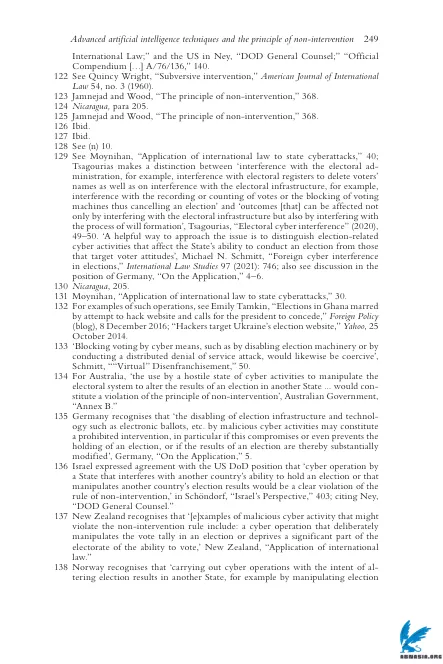 Advanced artificial intelligence techniques and the principle of non-intervention 249
International Law;" and the US in Ney, "DOD General Counsel;" "Official
Compendium […] A/76/136," 140.
122 See Quincy Wright, "Subversive intervention," American Journal of International
Law 54, no. 3 (1960).
123 Jamnejad and Wood, "The principle of non-intervention," 368.
124 Nicaragua, para 205.
125 Jamnejad and Wood, "The principle of non-intervention," 368.
126 Ibid.
127 Ibid.
128 See (n) 10.
129 See Moynihan, "Application of international law to state cyberattacks," 40;
Tsagourias makes a distinction between 'interference with the electoral ad-
ministration, for example, interference with electoral registers to delete voters'
names as well as on interference with the electoral infrastructure, for example,
interference with the recording or counting of votes or the blocking of voting
machines thus cancelling an election' and 'outcomes [that] can be affected not
only by interfering with the electoral infrastructure but also by interfering with
the process of will formation', Tsagourias, "Electoral cyber interference" (2020),
49–50. 'A helpful way to approach the issue is to distinguish election-related
cyber activities that affect the State's ability to conduct an election from those
that target voter attitudes', Michael N. Schmitt, "Foreign cyber interference
in elections," International Law Studies 97 (2021): 746; also see discussion in the
position of Germany, "On the Application," 4–6.
130 Nicaragua, 205.
131 Moynihan, "Application of international law to state cyberattacks," 30.
132 For examples of such operations, see Emily Tamkin, "Elections in Ghana marred
by attempt to hack website and calls for the president to concede," Foreign Policy
(blog), 8 December 2016; "Hackers target Ukraine's election website," Yahoo, 25
October 2014.
133 'Blocking voting by cyber means, such as by disabling election machinery or by
conducting a distributed denial of service attack, would likewise be coercive',
Schmitt, ""Virtual" Disenfranchisement," 50.
134 For Australia, 'the use by a hostile state of cyber activities to manipulate the
electoral system to alter the results of an election in another State ... would con-
stitute a violation of the principle of non-intervention', Australian Government,
"Annex B."
135 Germany recognises that 'the disabling of election infrastructure and technol-
ogy such as electronic ballots, etc. by malicious cyber activities may constitute
a prohibited intervention, in particular if this compromises or even prevents the
holding of an election, or if the results of an election are thereby substantially
modified', Germany, "On the Application," 5.
136 Israel expressed agreement with the US DoD position that 'cyber operation by
a State that interferes with another country's ability to hold an election or that
manipulates another country's election results would be a clear violation of the
rule of non-intervention,' in Schöndorf, "Israel's Perspective," 403; citing Ney,
"DOD General Counsel."
137 New Zealand recognises that '[e]xamples of malicious cyber activity that might
violate the non-intervention rule include: a cyber operation that deliberately
manipulates the vote tally in an election or deprives a significant part of the
electorate of the ability to vote,' New Zealand, "Application of international
law."
138 Norway recognises that 'carrying out cyber operations with the intent of al-
tering election results in another State, for example by manipulating election